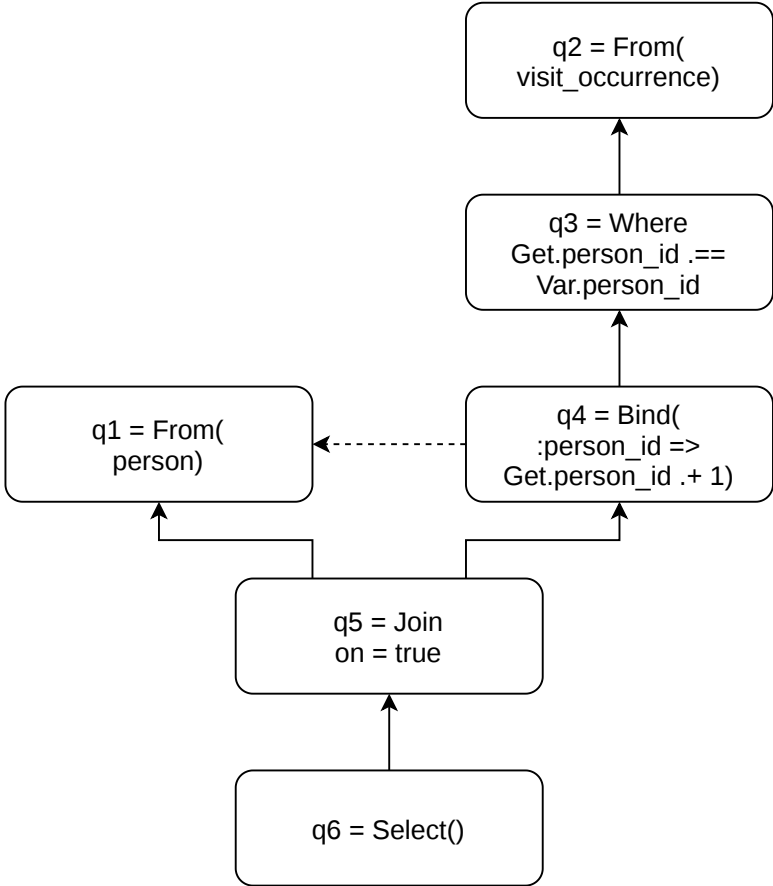 q2 = From(
visit_occurrence)
q3 = Where
Get.person_id .==
Var.person_id
q1 = From(
person)
q4 = Bind(
:person_id =>
Get.person_id .+ 1)
q5 = Join
on = true
q6 = Select()